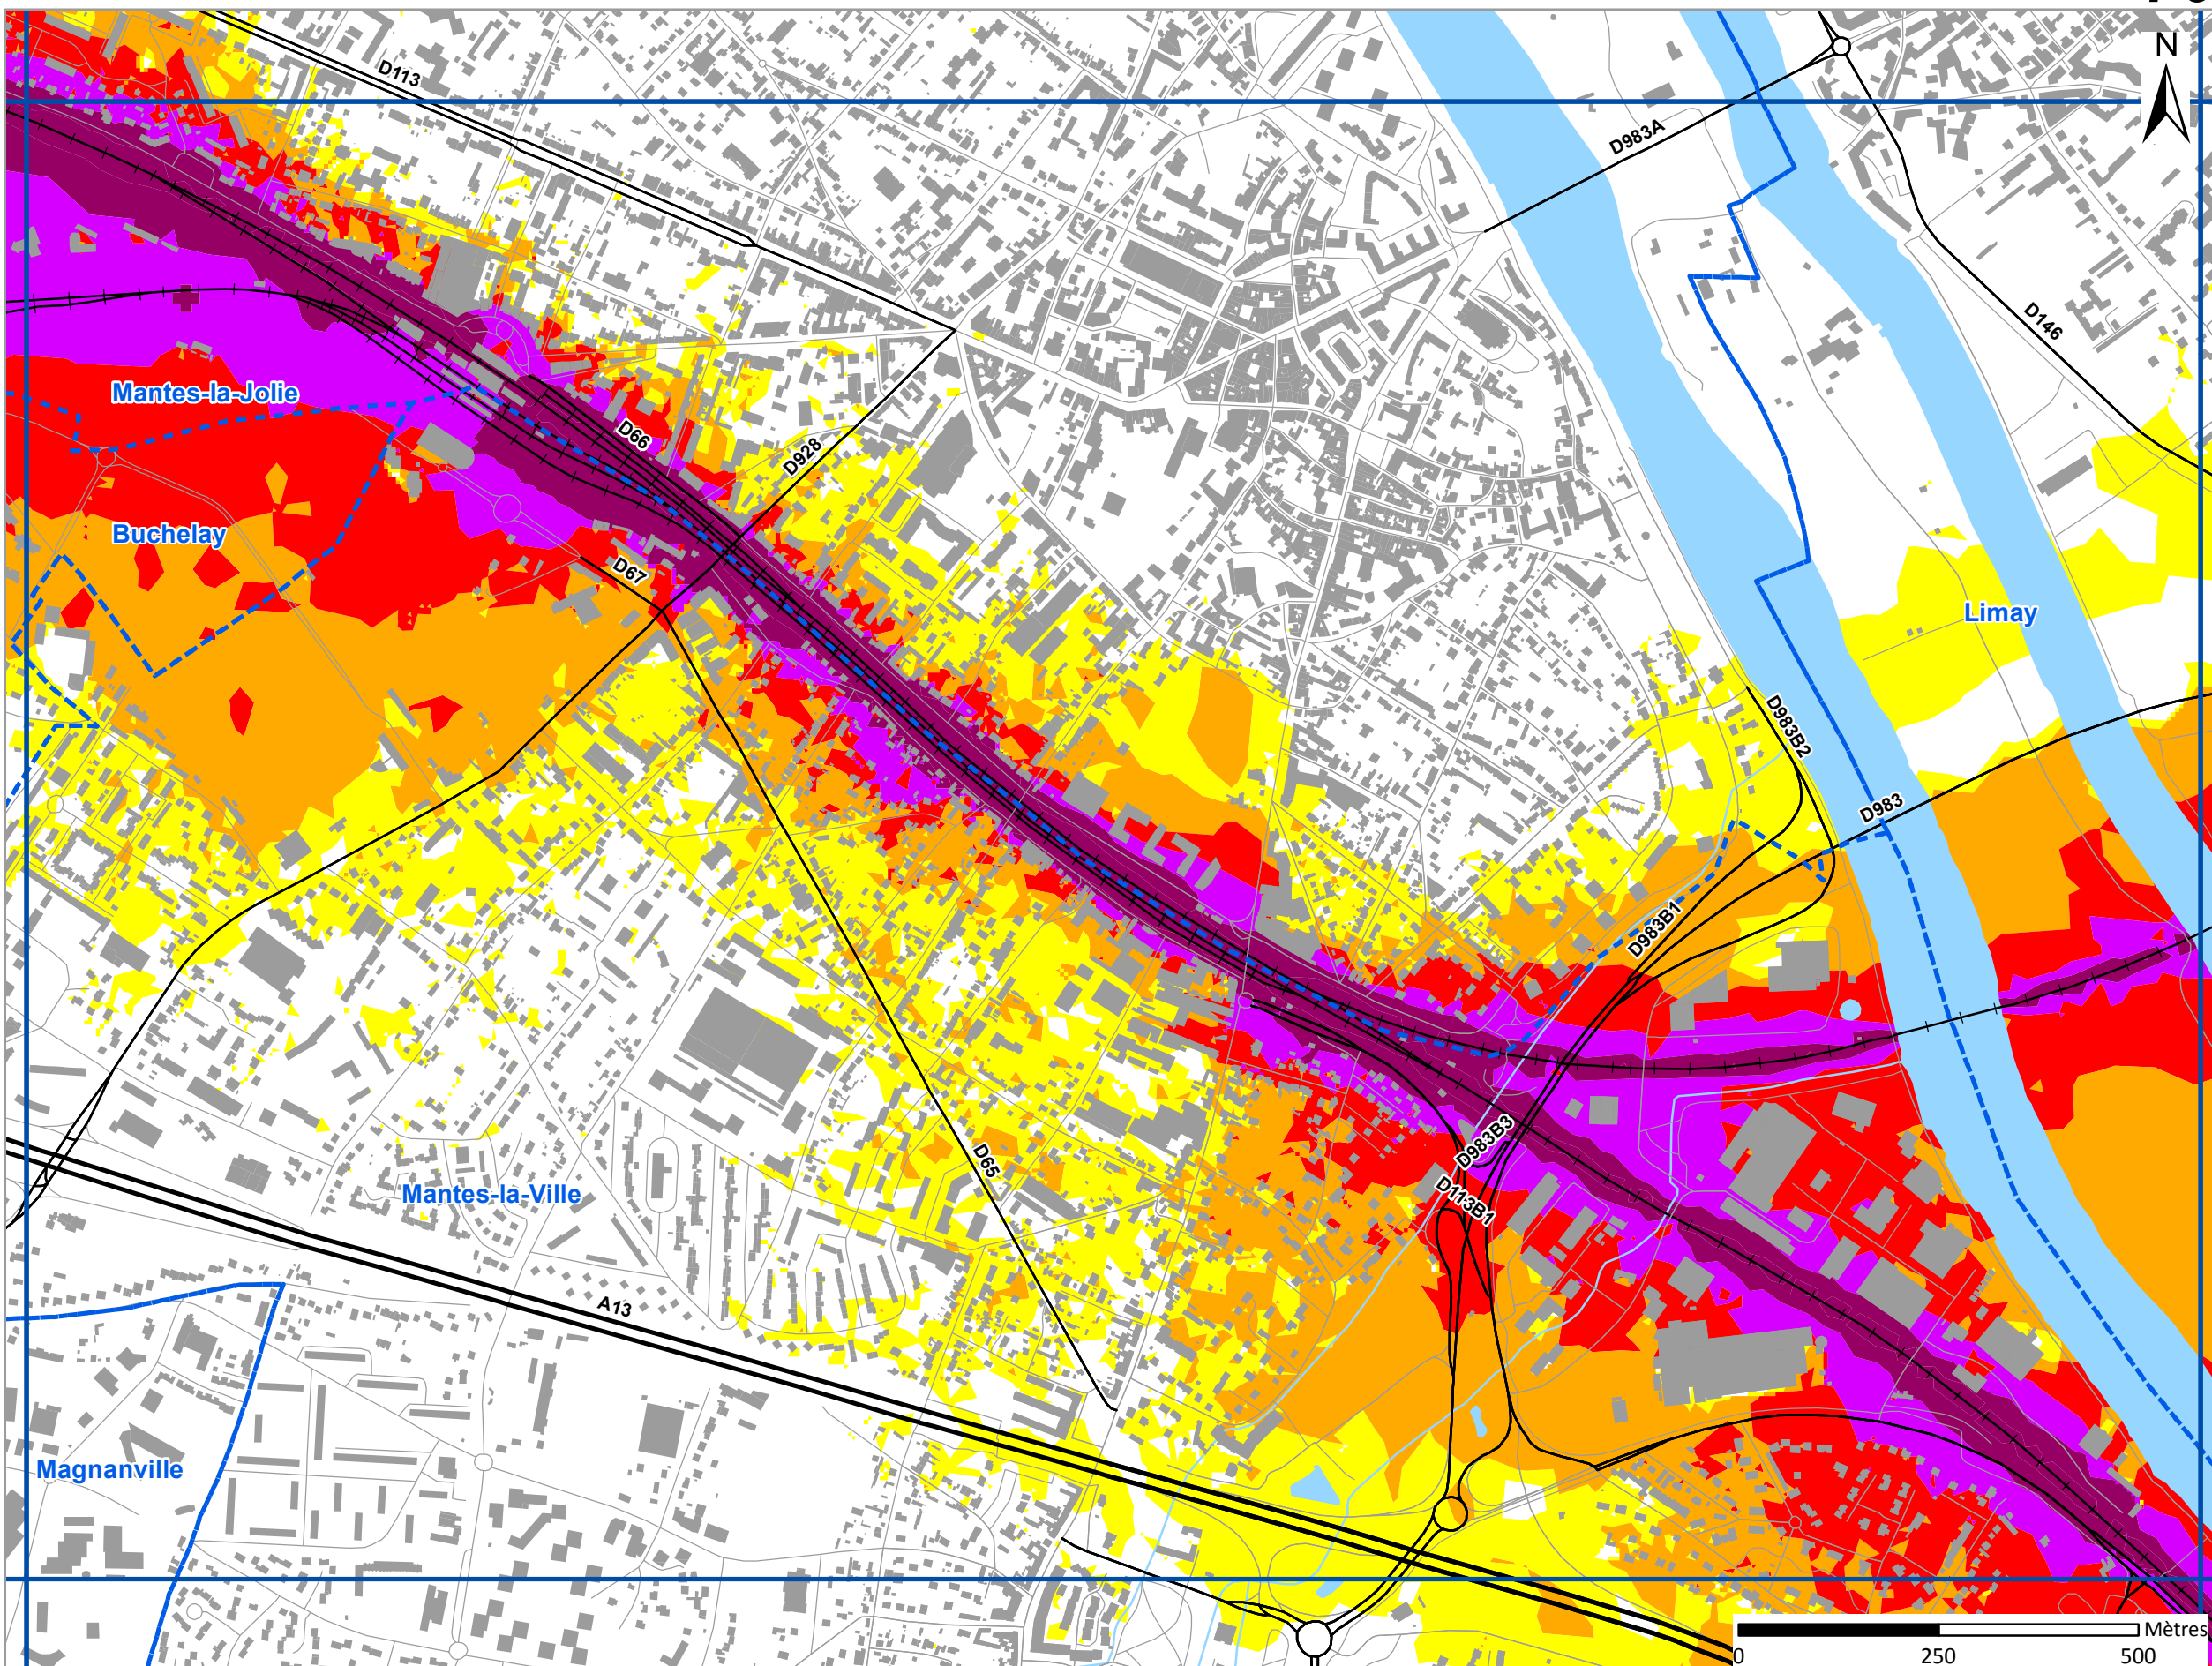 N
D113
D983A
D146
Mantes-la-Jolie
D66
D928
Buchelay
D67
Limay
D983B2
D983
D983B1
D983B3
D65
D113B1
Mantes-la-Ville
A13
Magnanville
Mètres
0 250 500